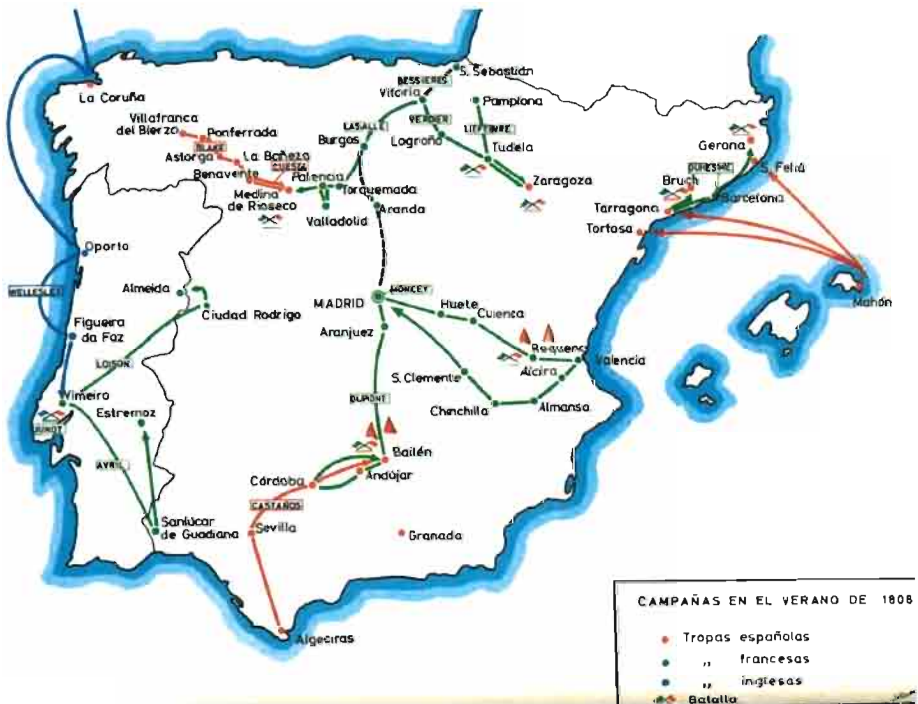 La Coruña
Villafranca
del Bierzo
Ponferrada
BLAKE
Astorga
La Bañeza
CUESTA
Benavente
Medina
de Rioseco
Palencia
Torquemada
Valladolid
Burgos
LASALLE
BESSIERES
S. Sebastián
Vitoria
VERDIER
Pamplona
LEFEBVRE
Logroño
Tudela
Zaragoza
Aranda
Gerona
DUHESME
S. Feliú
Bruch
Barcelona
Tarragona
Tortosa
Mahón
Oporto
WELLESLEY
Almeida
Ciudad Rodrigo
Figueira
da Foz
LOISON
Vimeiro
JUNOT
Estremoz
AVRIL
Sanlúcar
de Guadiana
MADRID
MONCEY
Huete
Cuenca
Aranjuez
Requena
Valencia
Alcira
S. Clemente
Chinchilla
Almansa
DUPONT
Bailén
Andújar
Córdoba
CASTAÑOS
Sevilla
Granada
Algeciras
CAMPAÑAS EN EL VERANO DE 1808
Tropas españolas
,, francesas
,, inglesas
Batalla